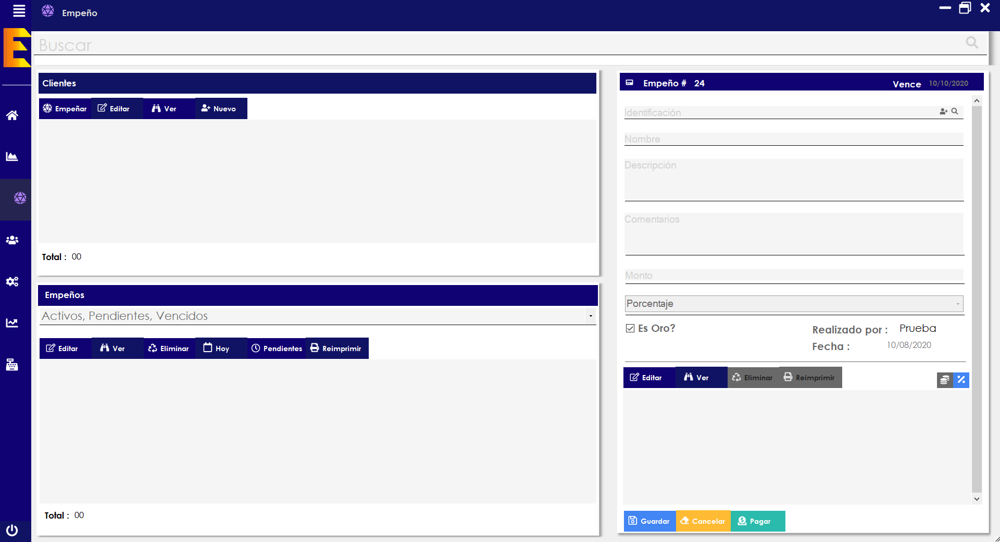 Empeño
Buscar
Clientes
Empeñar Editar Ver Nuevo
Total : 00
Empeños
Activos, Pendientes, Vencidos
Editar Ver Eliminar Hoy Pendientes Reimprimir
Total : 00
Empeño # 24 Vence 10/10/2020
Identificación
Nombre
Descripción
Comentarios
Monto
Porcentaje
Es Oro? Realizado por : Prueba
Fecha : 10/08/2020
Editar Ver Eliminar Reimprimir
Guardar Cancelar Pagar